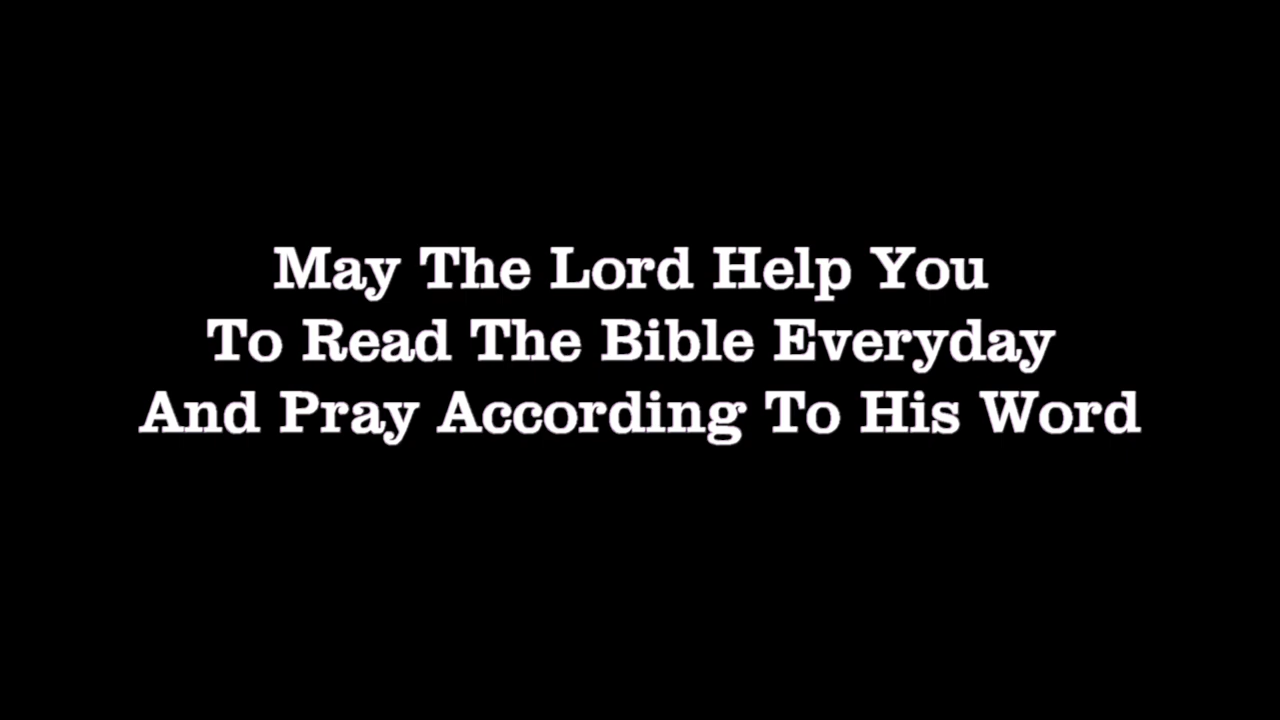 May The Lord Help You
To Read The Bible Everyday
And Pray According To His Word